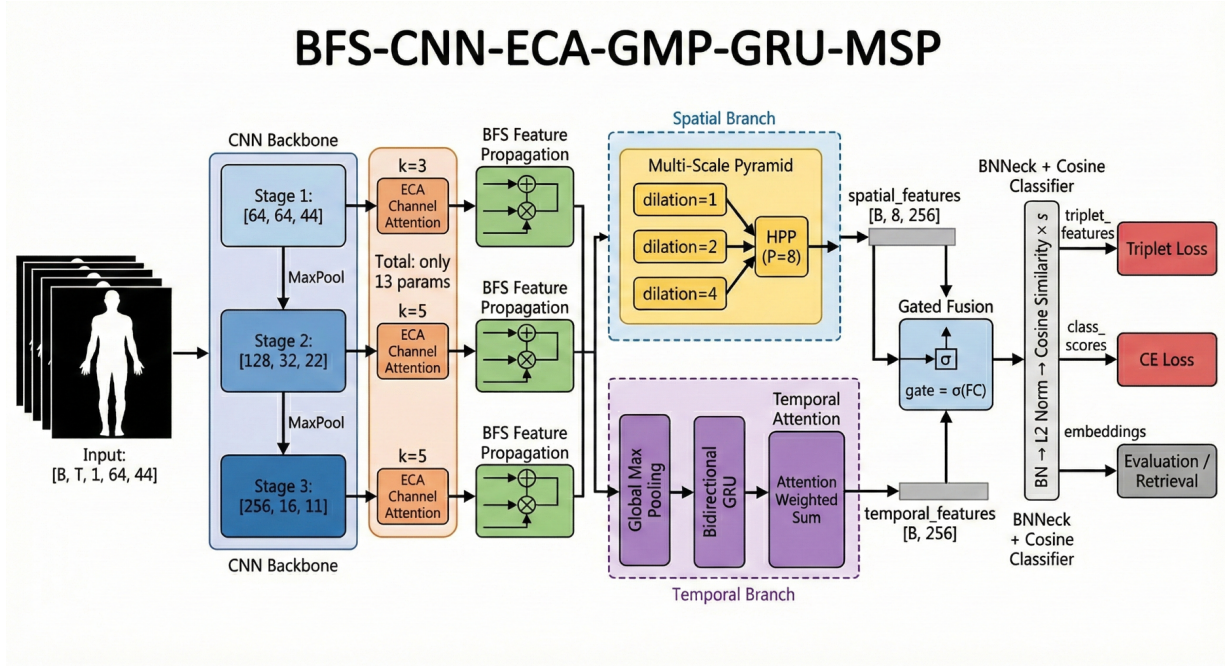 BFS-CNN-ECA-GMP-GRU-MSP
CNN Backbone
Stage 1:
[64, 64, 44]
MaxPool
Stage 2:
[128, 32, 22]
MaxPool
Stage 3:
[256, 16, 11]
CNN Backbone
Input:
[B, T, 1, 64, 44]
k=3
ECA
Channel
Attention
Total: only
13 params
k=5
ECA
Channel
Attention
k=5
ECA
Channel
Attention
BFS Feature
Propagation
BFS Feature
Propagation
BFS Feature
Propagation
Spatial Branch
Multi-Scale Pyramid
dilation=1
dilation=2
dilation=4
HPP
(P=8)
spatial_features
[B, 8, 256]
Temporal
Attention
Global Max
Pooling
Bidirectional
GRU
Attention
Weighted
Sum
Temporal Branch
temporal_features
[B, 256]
Gated Fusion
σ
gate = σ(FC)
BNNeck + Cosine
Classifier
BN → L2 Norm → Cosine Similarity × s
BNNeck
+ Cosine
Classifier
triplet_
features
Triplet Loss
class_
scores
CE Loss
embeddings
Evaluation /
Retrieval